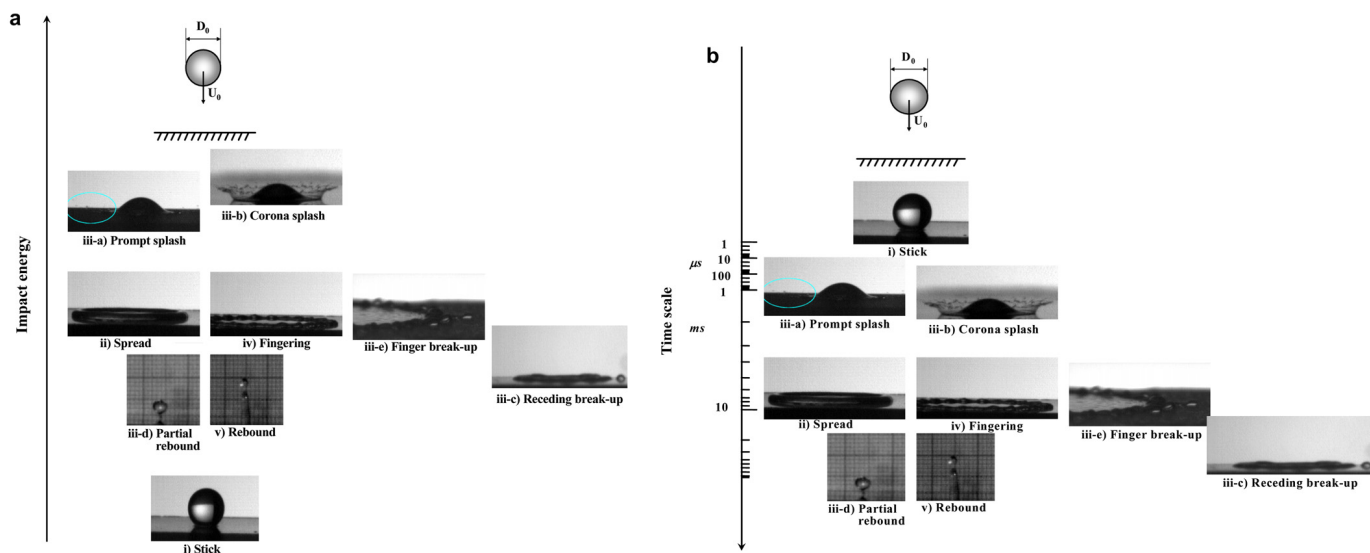 a
D₀
U₀
Impact energy
iii-b) Corona splash
iii-a) Prompt splash
ii) Spread
iv) Fingering
iii-e) Finger break-up
iii-c) Receding break-up
iii-d) Partial
rebound
v) Rebound
i) Stick
b
D₀
U₀
Time scale
i) Stick
1
10
μs
100
1
ms
10
iii-a) Prompt splash
iii-b) Corona splash
ii) Spread
iv) Fingering
iii-e) Finger break-up
iii-c) Receding break-up
iii-d) Partial
rebound
v) Rebound